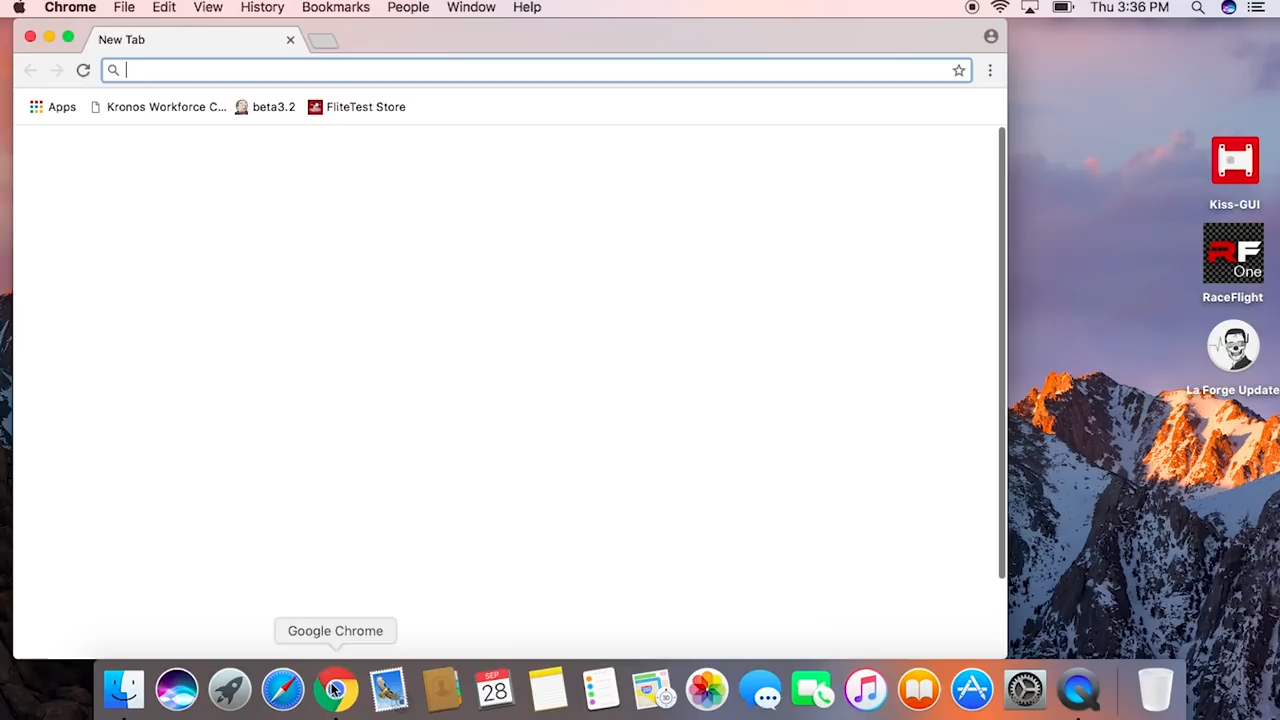 Chrome File Edit View History Bookmarks People Window Help Thu 3:36 PM
New Tab
Apps Kronos Workforce C... beta3.2 FliteTest Store
Kiss-GUI
RF
One
RaceFlight
La Forge Update
Google Chrome
SEP
28
30